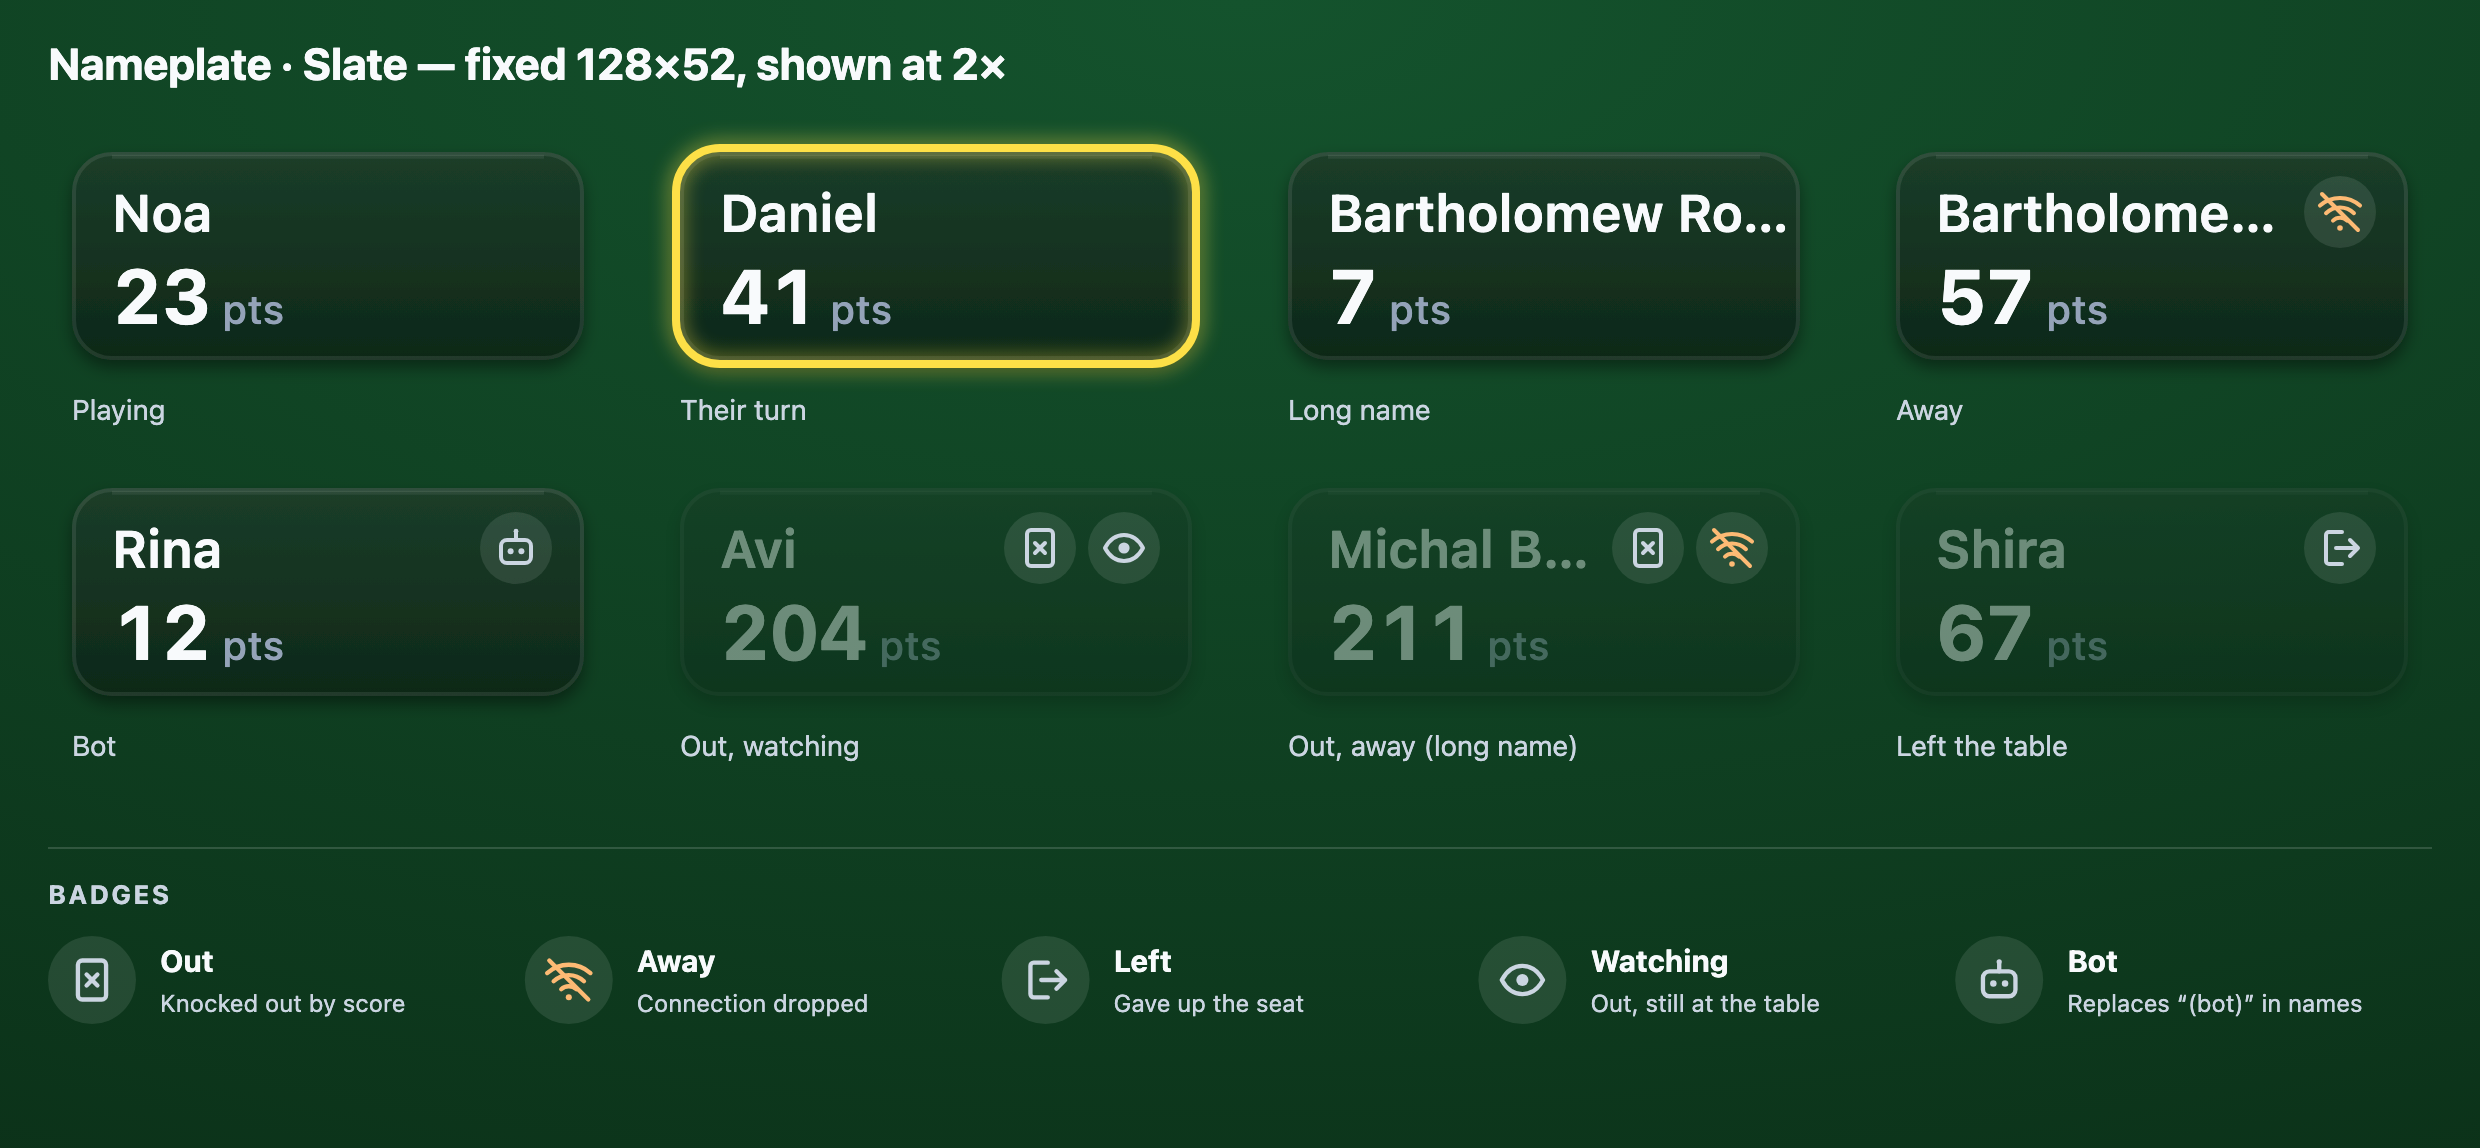 Nameplate · Slate — fixed 128×52, shown at 2×
Noa
23 pts
Playing
Daniel
41 pts
Their turn
Bartholomew Ro...
7 pts
Long name
Bartholome...
57 pts
Away
Rina
12 pts
Bot
Avi
204 pts
Out, watching
Michal B...
211 pts
Out, away (long name)
Shira
67 pts
Left the table
BADGES
Out
Knocked out by score
Away
Connection dropped
Left
Gave up the seat
Watching
Out, still at the table
Bot
Replaces “(bot)” in names